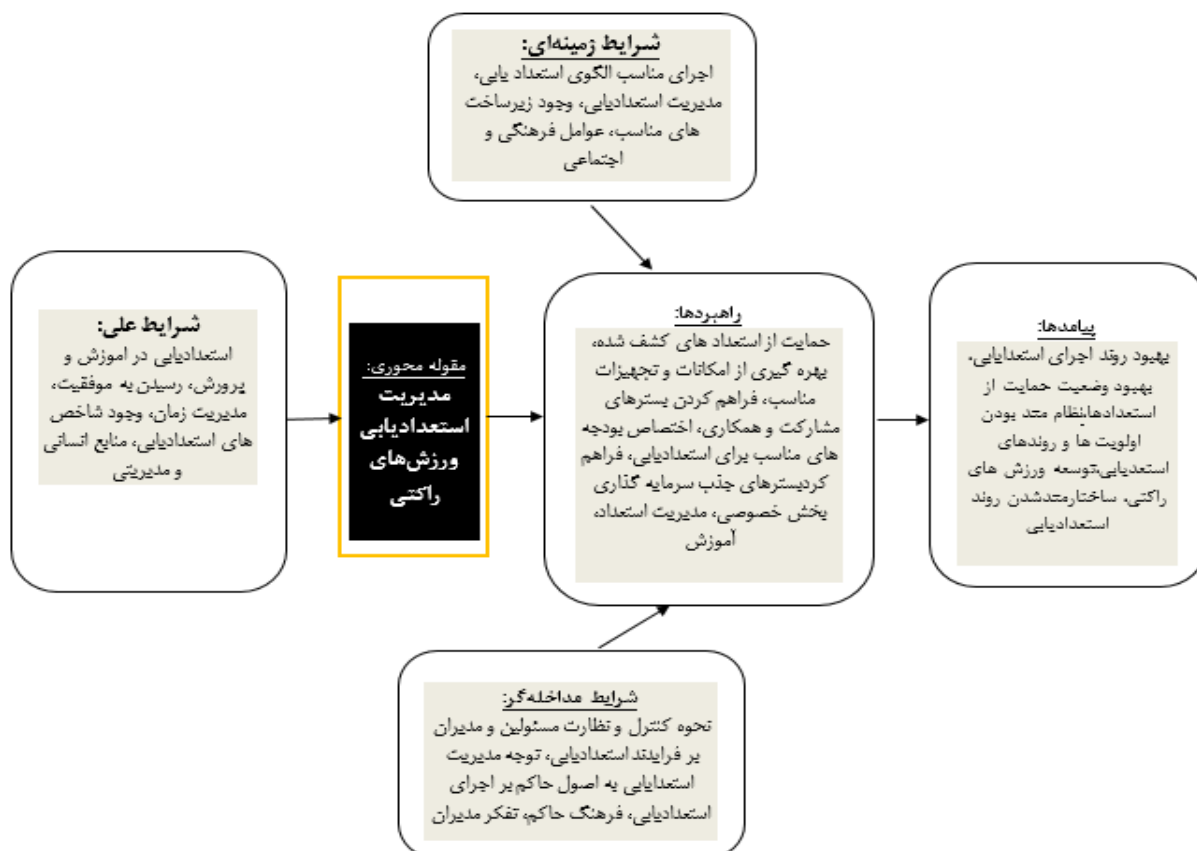 شرایط زمینه‌ای:
اجرای مناسب الگوی استعداد یابی،
مدیریت استعدادیابی، وجود زیرساخت
های مناسب، عوامل فرهنگی و
اجتماعی
شرایط علی:
استعدادیابی در اموزش و
پرورش، رسیدن به موفقیت،
مدیریت زمان، وجود شاخص
های استعدادیابی، منابع انسانی
و مدیریتی
مقوله محوری:
مدیریت
استعدادیابی
ورزش‌های
راکتی
راهبردها:
حمایت از استعداد های کشف شده،
بهره گیری از امکانات و تجهیزات
مناسب، فراهم کردن بسترهای
مشارکت و همکاری، اختصاص بودجه
های مناسب برای استعدادیابی، فراهم
کردبسترهای جذب سرمایه گذاری
بخش خصوصی، مدیریت استعداد،
آموزش
پیامدها:
بهبود روند اجرای استعدایابی،
بهبود وضعیت حمایت از
استعدادها،نظام مند بودن
اولویت ها و روندهای
استعدیابی،توسعه ورزش های
راکتی، ساختارمندشدن روند
استعدادیابی
شرایط مداخله‌گر:
نحوه کنترل و نظارت مسئولین و مدیران
بر فرایند استعدادیابی، توجه مدیریت
استعدایابی به اصول حاکم بر اجرای
استعدادیابی، فرهنگ حاکم، تفکر مدیران